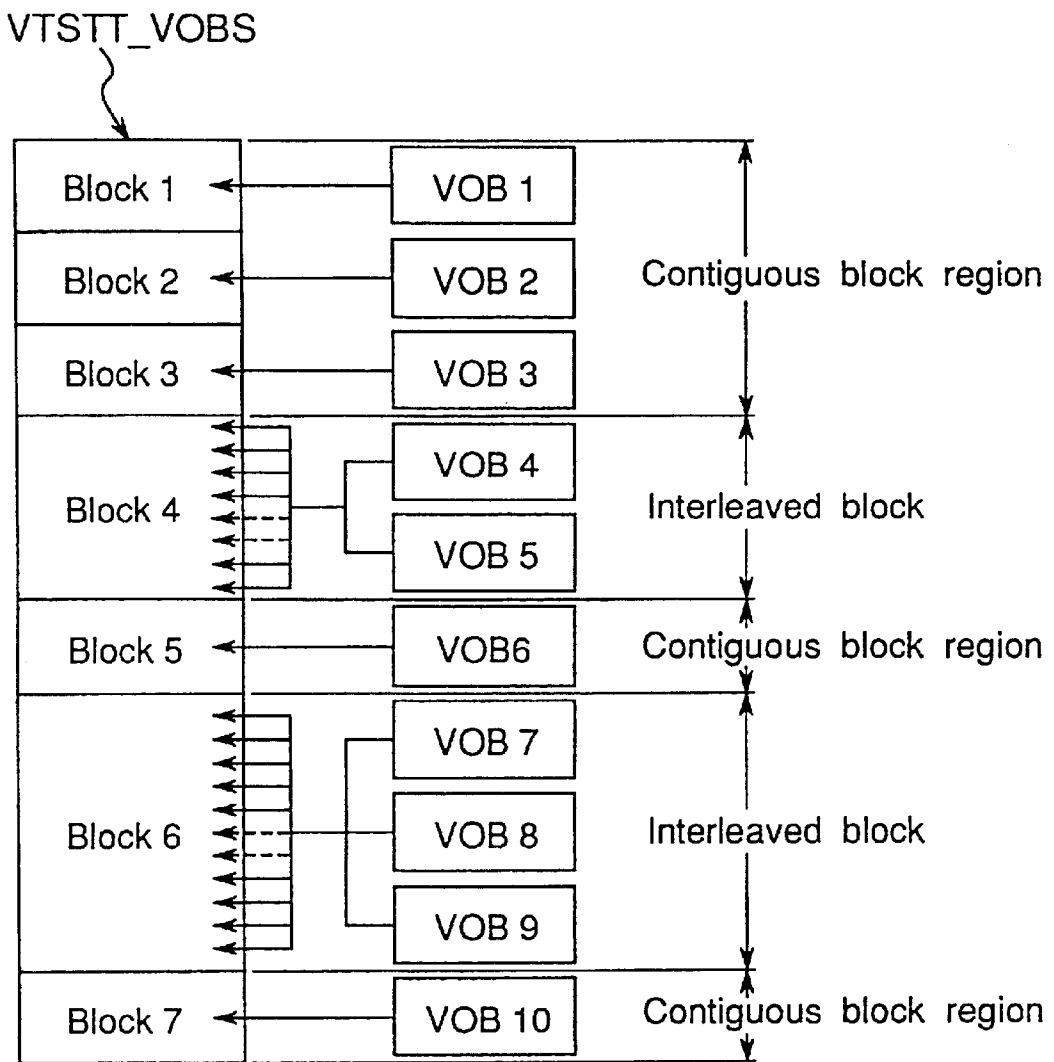 VTSTT_VOBS
Block 1
VOB 1
Block 2
VOB 2
Contiguous block region
Block 3
VOB 3
Block 4
VOB 4
VOB 5
Interleaved block
Block 5
VOB6
Contiguous block region
Block 6
VOB 7
VOB 8
VOB 9
Interleaved block
Block 7
VOB 10
Contiguous block region